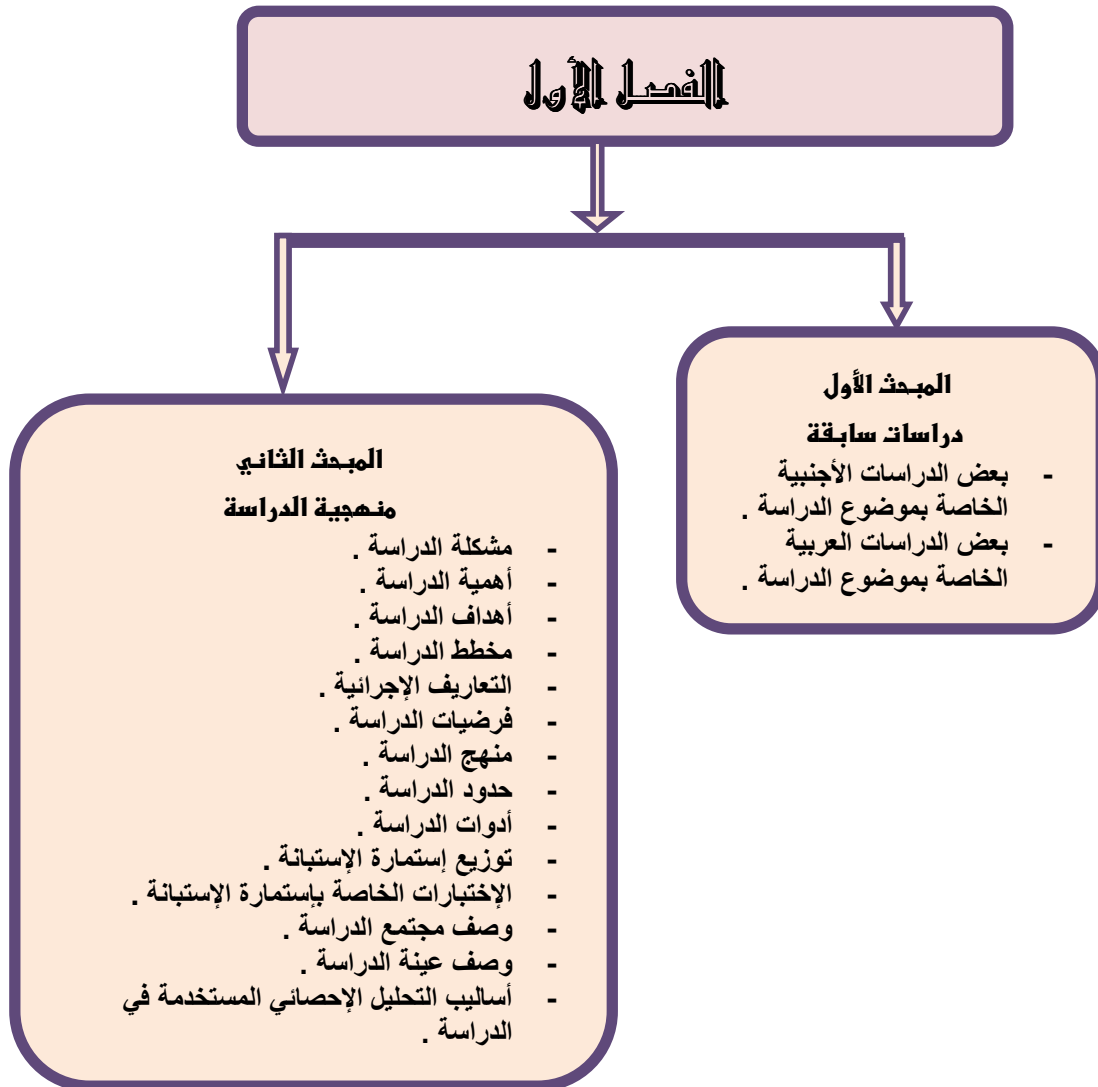 الفصل الأول
المبحث الأول
دراسات سابقة
- بعض الدراسات الأجنبية
الخاصة بموضوع الدراسة .
- بعض الدراسات العربية
الخاصة بموضوع الدراسة .
المبحث الثاني
منهجية الدراسة
- مشكلة الدراسة .
- أهمية الدراسة .
- أهداف الدراسة .
- مخطط الدراسة .
- التعاريف الإجرائية .
- فرضيات الدراسة .
- منهج الدراسة .
- حدود الدراسة .
- أدوات الدراسة .
- توزيع إستمارة الإستبانة .
- الإختبارات الخاصة بإستمارة الإستبانة .
- وصف مجتمع الدراسة .
- وصف عينة الدراسة .
- أساليب التحليل الإحصائي المستخدمة في
الدراسة .